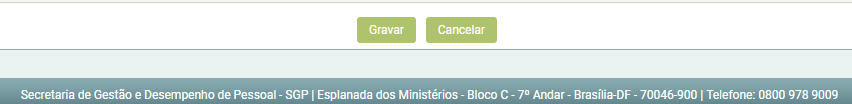 Gravar Cancelar
Secretaria de Gestão e Desempenho de Pessoal - SGP | Esplanada dos Ministérios - Bloco C - 7º Andar - Brasília-DF - 70046-900 | Telefone: 0800 978 9009